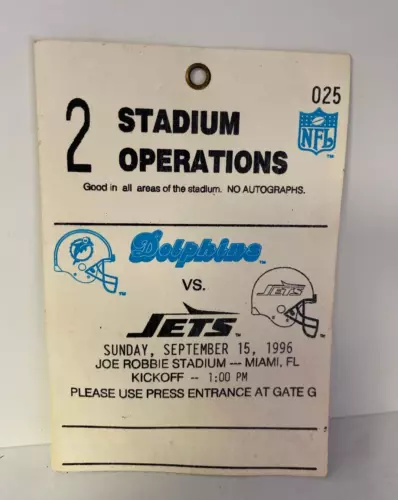 025
2 STADIUM
OPERATIONS
NFL
Good in all areas of the stadium. NO AUTOGRAPHS.
Dolphins
VS.
JETS
JETS
SUNDAY, SEPTEMBER 15, 1996
JOE ROBBIE STADIUM -- MIAMI, FL
KICKOFF -- 1:00 PM
PLEASE USE PRESS ENTRANCE AT GATE G